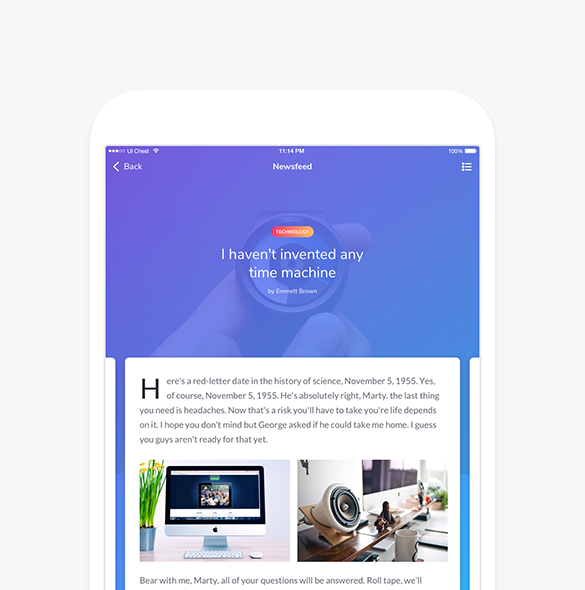 UI Chest
11:14 PM
100%
Back
Newsfeed
TECHNOLOGY
I haven't invented any
time machine
by Emmett Brown
Here's a red-letter date in the history of science, November 5, 1955. Yes,
of course, November 5, 1955. He's absolutely right, Marty. the last thing
you need is headaches. Now that's a risk you'll have to take you're life depends
on it. I hope you don't mind but George asked if he could take me home. I guess
you guys aren't ready for that yet.
Bear with me, Marty, all of your questions will be answered. Roll tape, we'll